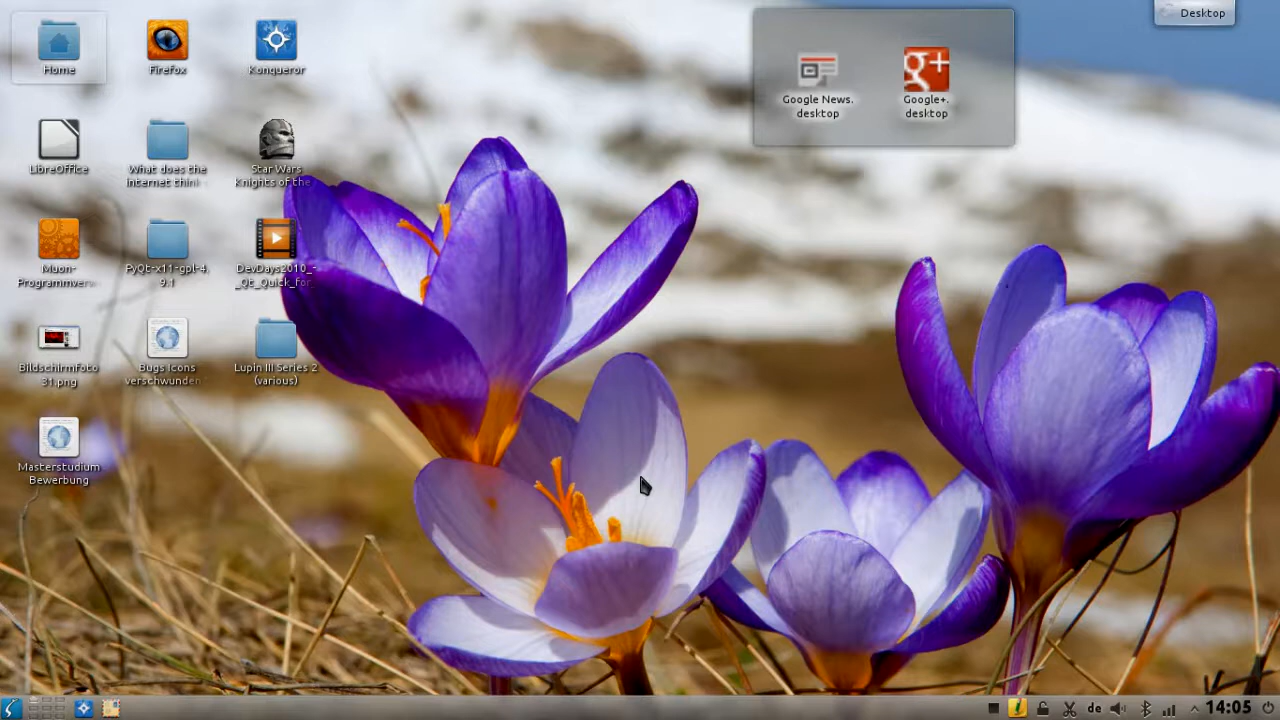 Desktop
Home
Firefox
Konqueror
Google News.
desktop
Google+.
desktop
g+
LibreOffice
What does the
internet thin
Star Wars
Knights of the
Muon-
Programmverw
PyQt-x11-gpl-4.
9.1
DevDays2010_-
_Qt_Quick_for
Bildschirmfoto
31.png
Bugs Icons
verschwunden
Lupin III Series 2
(various)
Masterstudium
Bewerbung
de
14:05